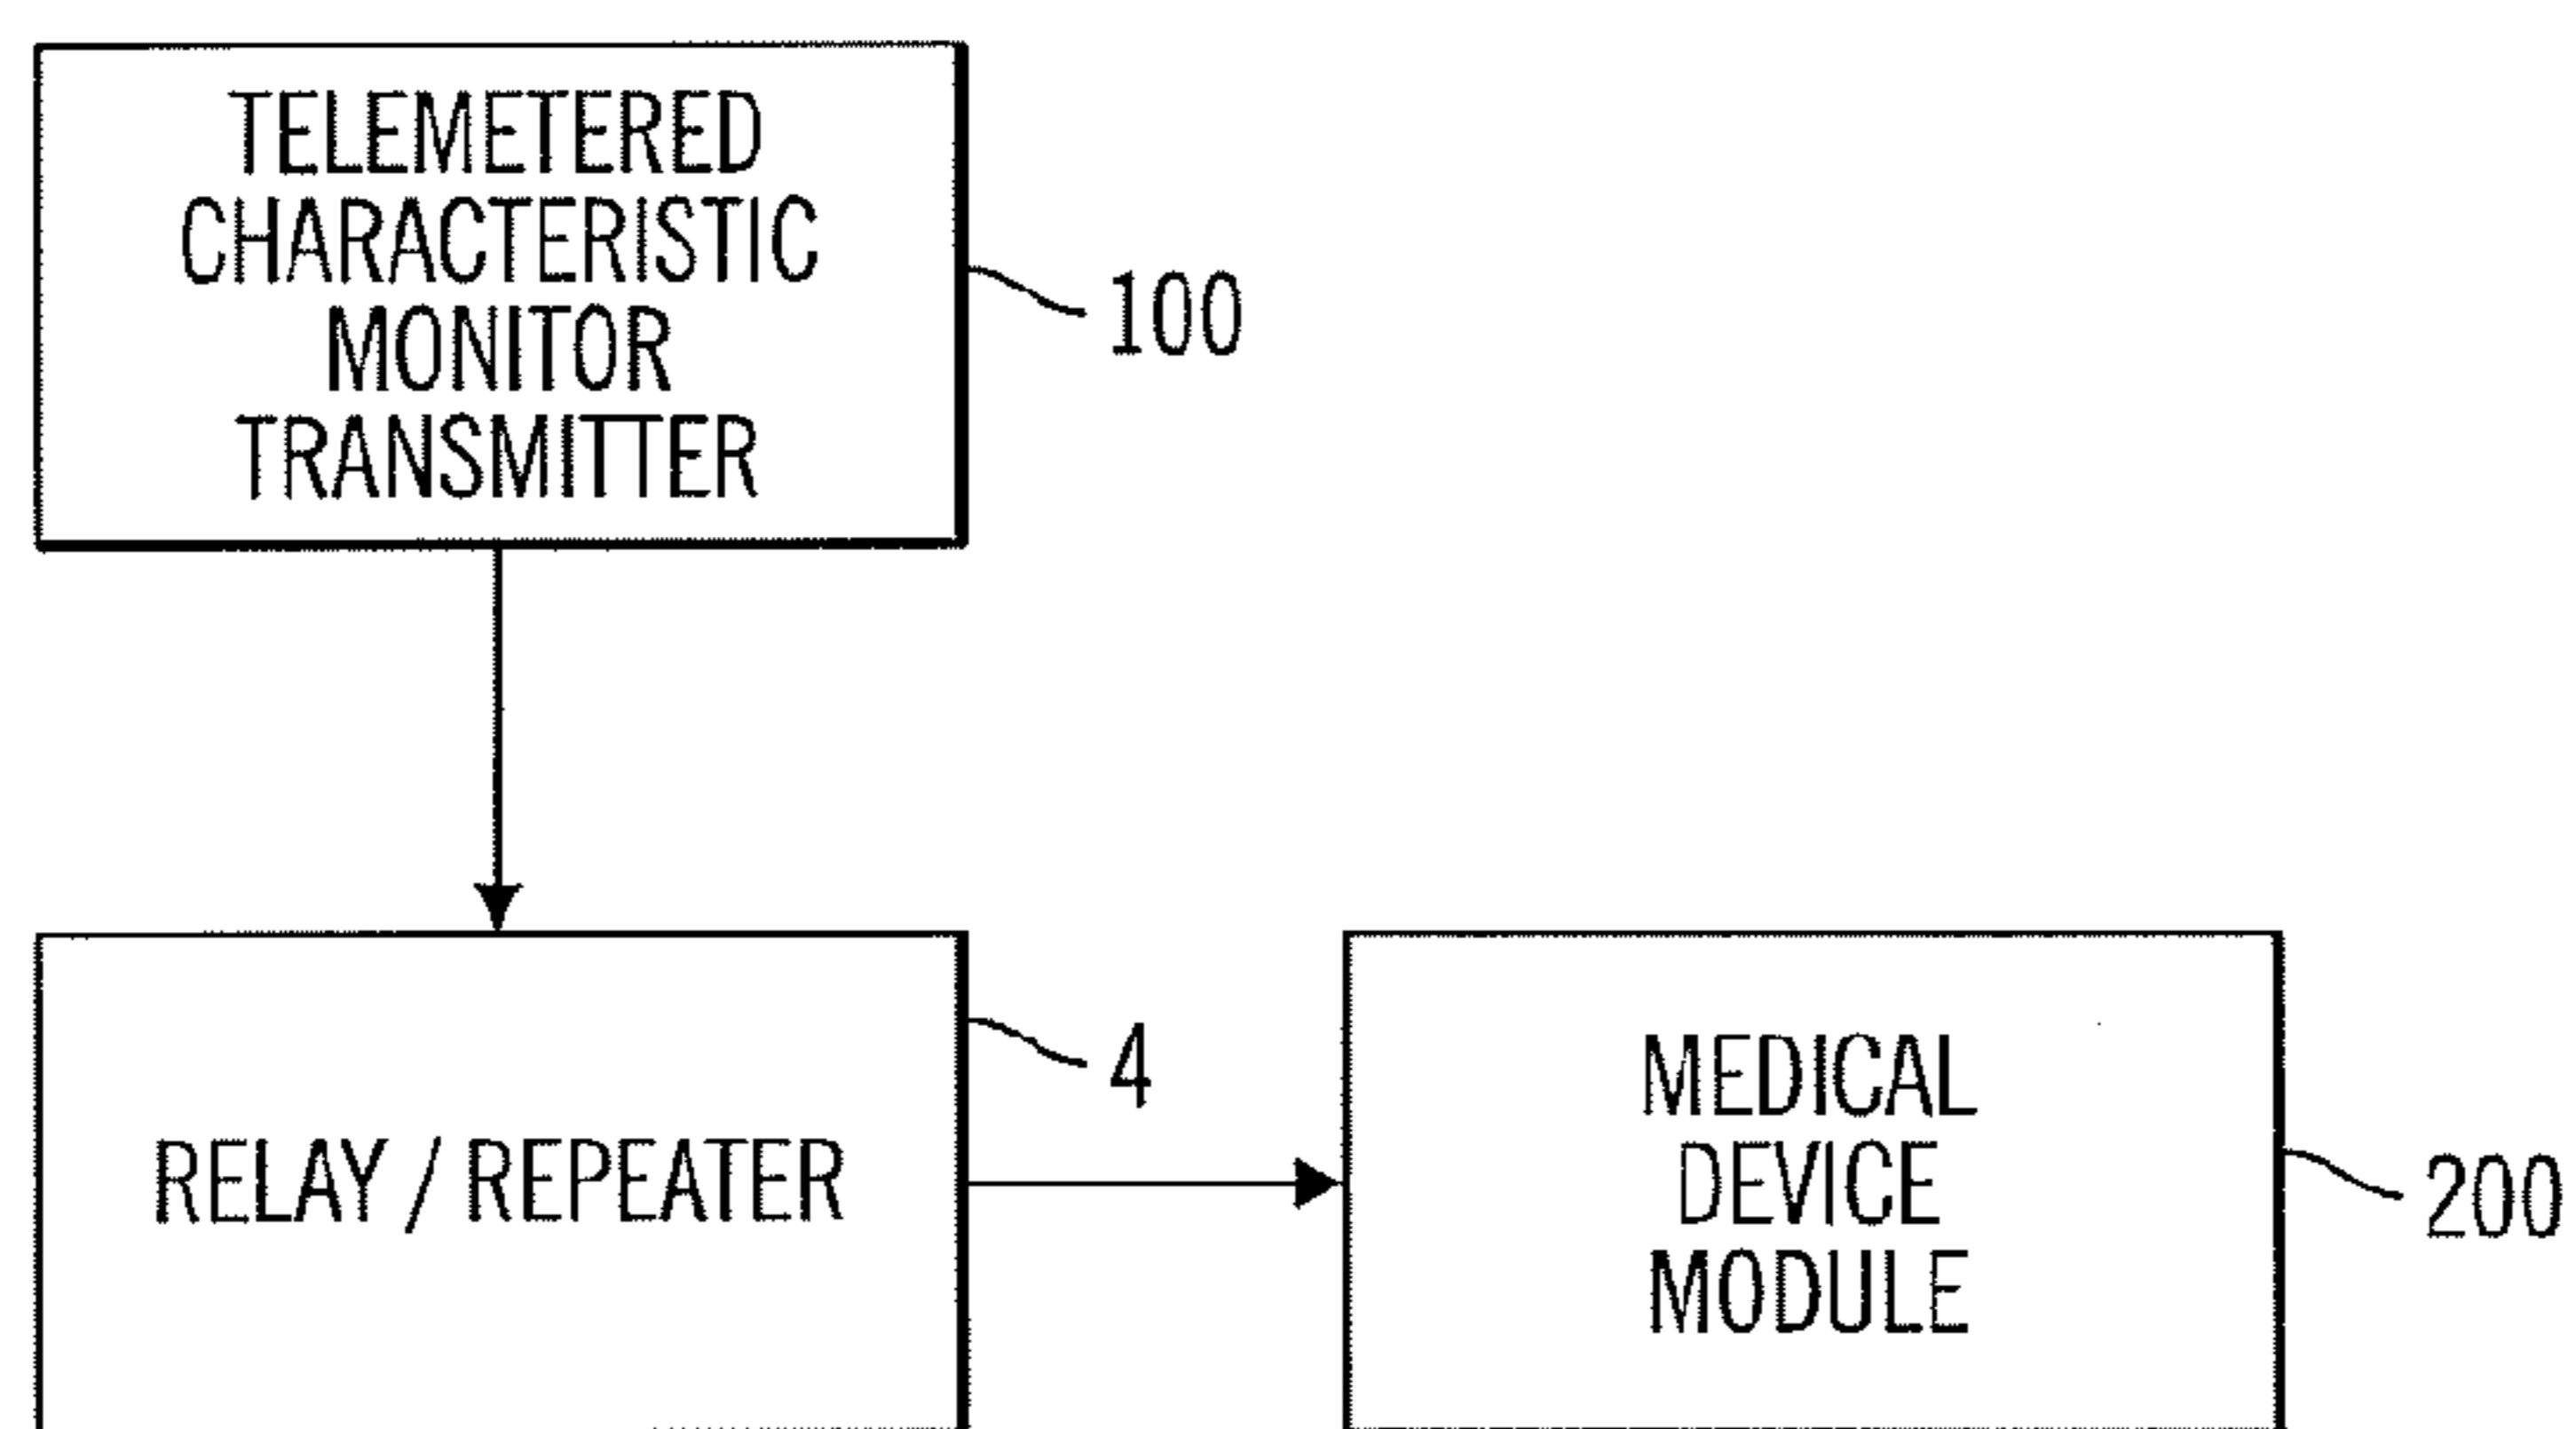 TELEMETERED
CHARACTERISTIC
MONITOR
TRANSMITTER
100
RELAY / REPEATER
4
MEDICAL
DEVICE
MODULE
200